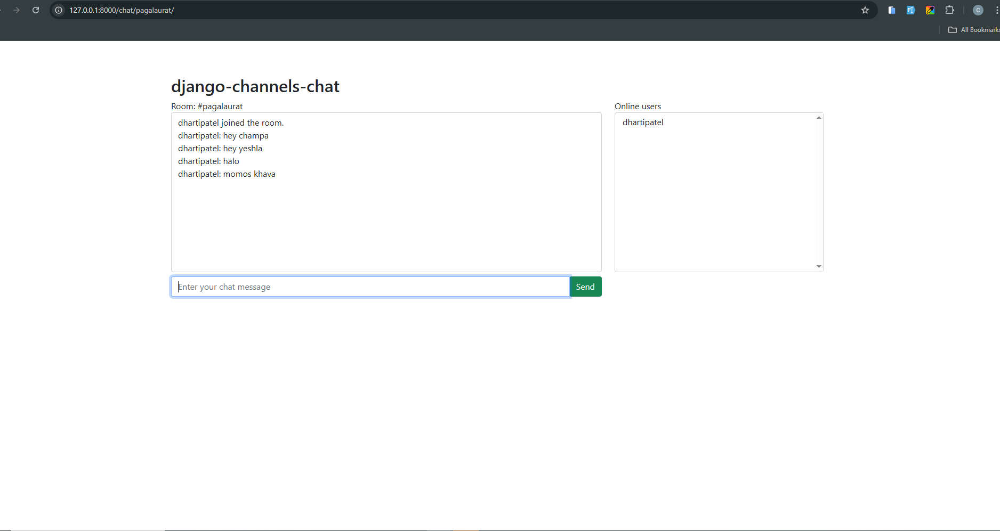 127.0.0.1:8000/chat/pagalaurat/
C
All Bookmarks
django-channels-chat
Room: #pagalaurat
dhartipatel joined the room.
dhartipatel: hey champa
dhartipatel: hey yeshla
dhartipatel: halo
dhartipatel: momos khava
Enter your chat message
Send
Online users
dhartipatel